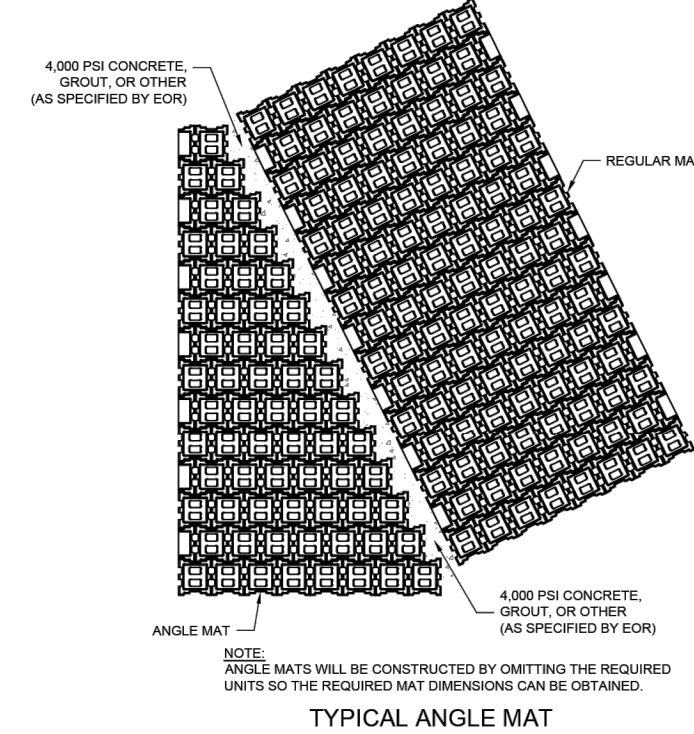 4,000 PSI CONCRETE,
GROUT, OR OTHER
(AS SPECIFIED BY EOR)
REGULAR MA
4,000 PSI CONCRETE,
GROUT, OR OTHER
(AS SPECIFIED BY EOR)
ANGLE MAT
NOTE:
ANGLE MATS WILL BE CONSTRUCTED BY OMITTING THE REQUIRED
UNITS SO THE REQUIRED MAT DIMENSIONS CAN BE OBTAINED.
TYPICAL ANGLE MAT